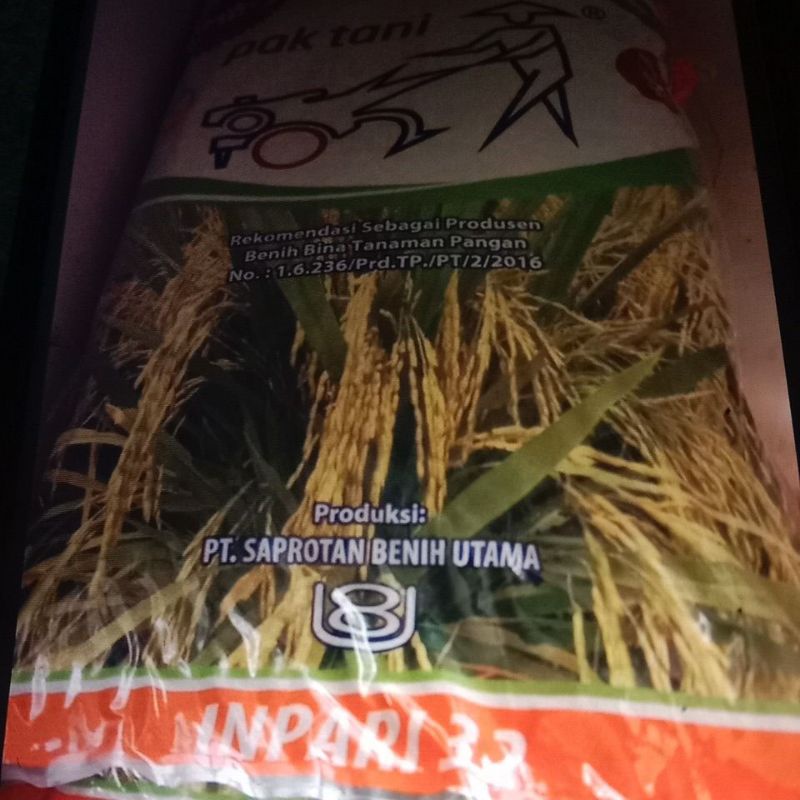 pak tani
®
Rekomendasi Sebagai Produsen
Benih Bina Tanaman Pangan
No. : 1.6.236/Prd.TP./PT/2/2016
Produksi:
PT. SAPROTAN BENIH UTAMA
INPARI 33